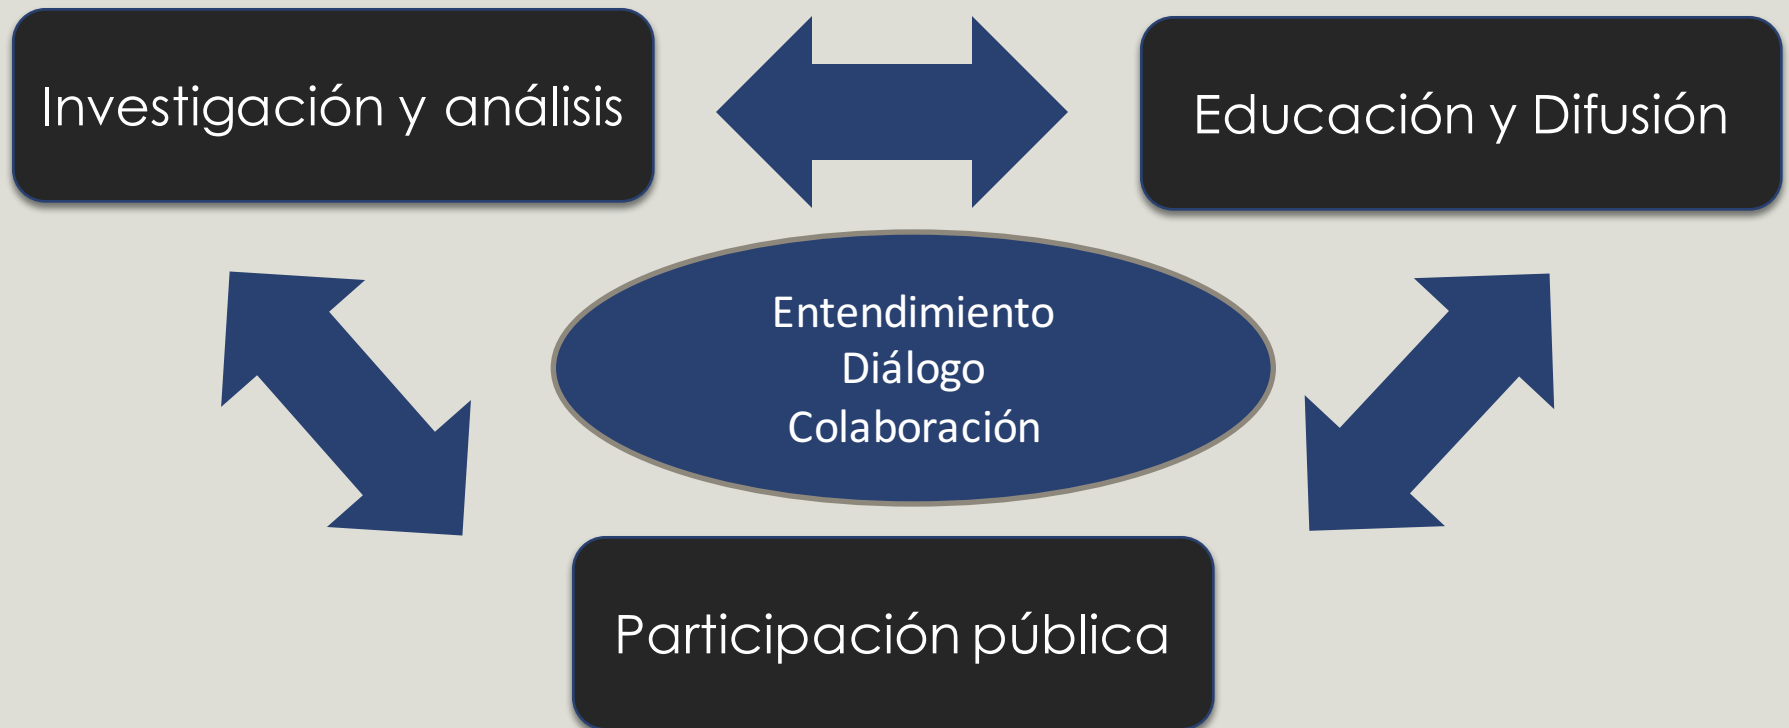 Investigación y análisis
Educación y Difusión
Entendimiento
Diálogo
Colaboración
Participación pública